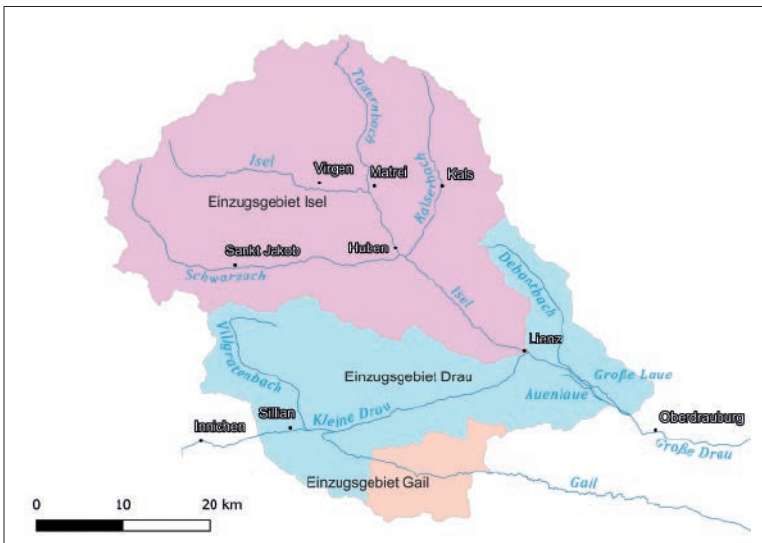 Tauernbach
Isel
Virgen
Matrei
Kalserbach
Kals
Einzugsgebiet Isel
Huben
Sankt Jakob
Schwarzach
Isel
Debantbach
Lienz
Villgratenbach
Einzugsgebiet Drau
Große Laue
Auenlaue
Sillian
Kleine Drau
Innichen
Oberdrauburg
Große Drau
Einzugsgebiet Gail
Gail
0 10 20 km